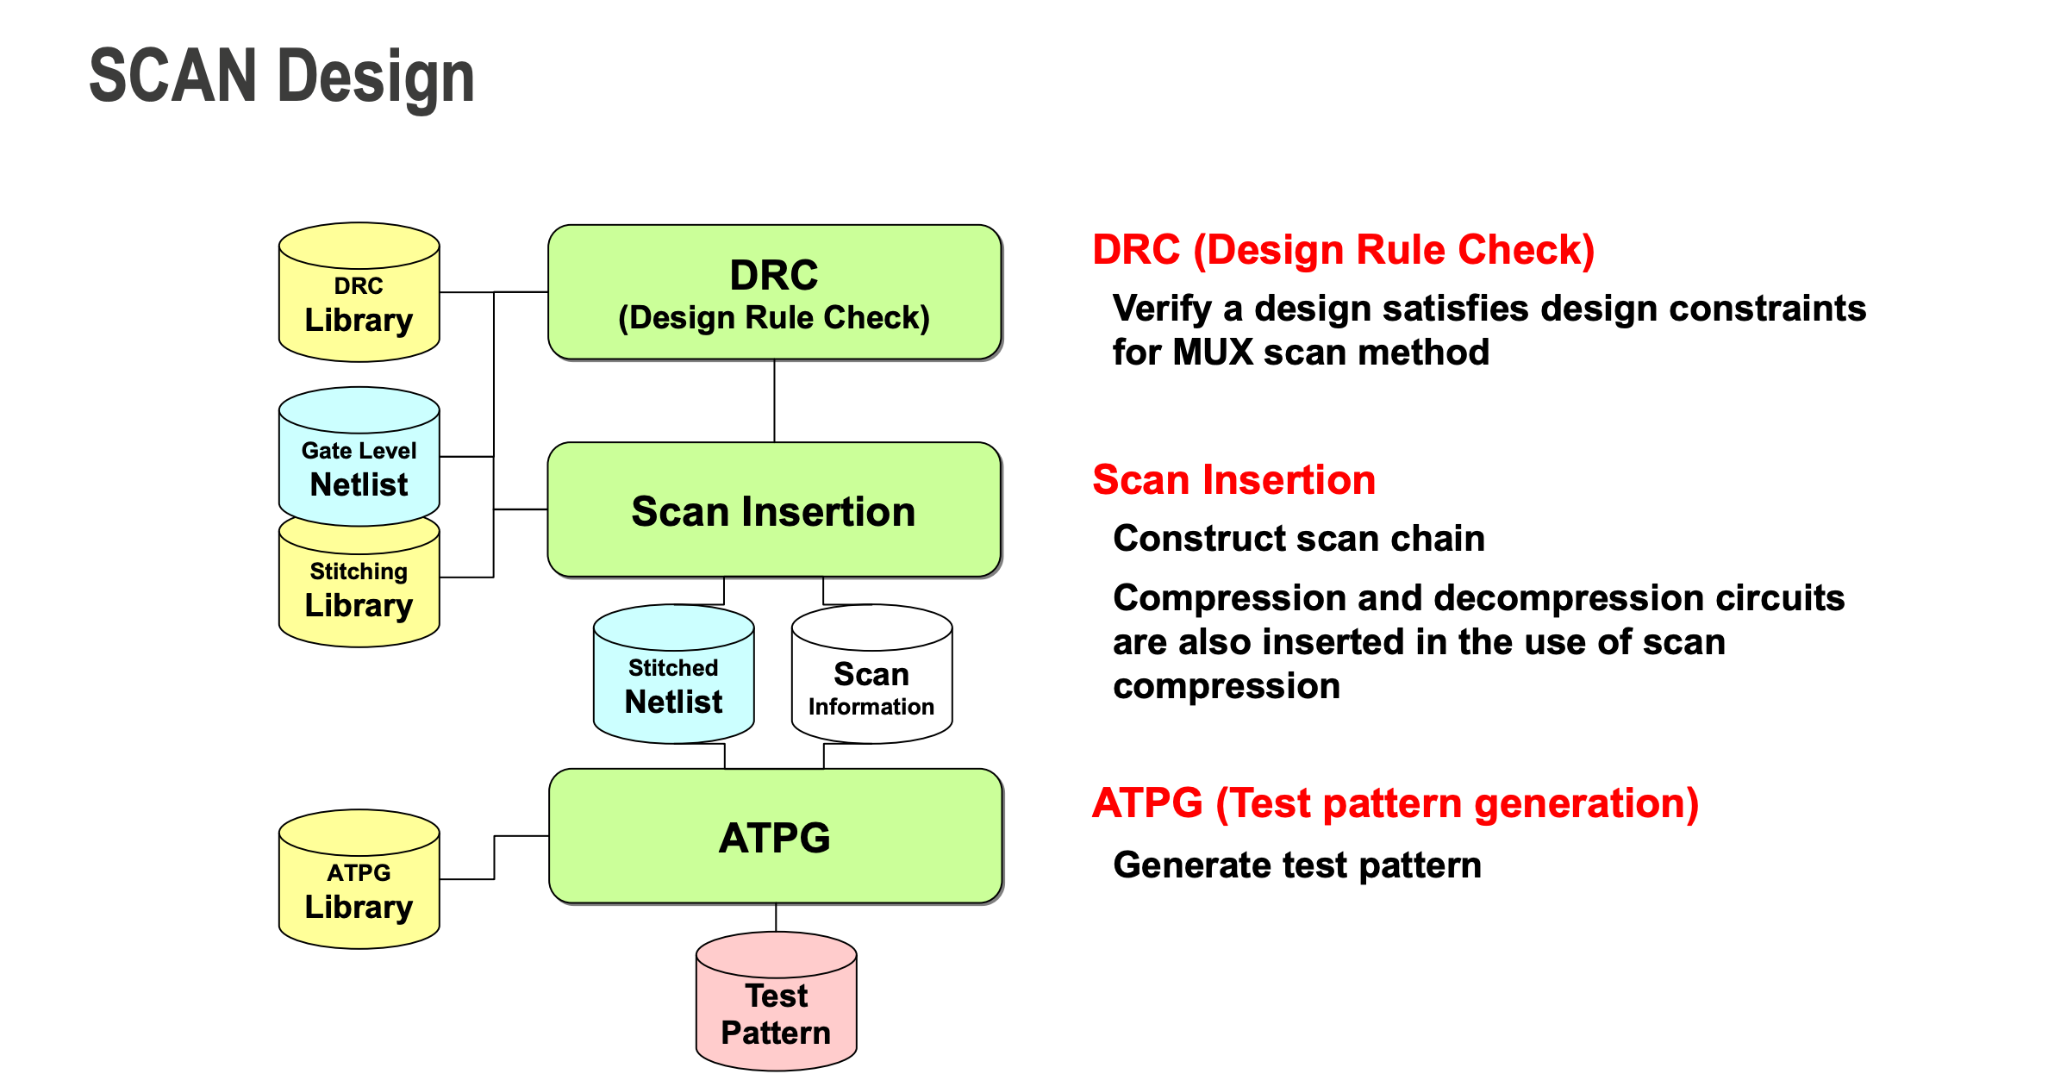 SCAN Design
DRC
Library
Gate Level
Netlist
Stitching
Library
DRC
(Design Rule Check)
Scan Insertion
Stitched
Netlist
Scan
Information
ATPG
Library
ATPG
Test
Pattern
DRC (Design Rule Check)
Verify a design satisfies design constraints
for MUX scan method
Scan Insertion
Construct scan chain
Compression and decompression circuits
are also inserted in the use of scan
compression
ATPG (Test pattern generation)
Generate test pattern